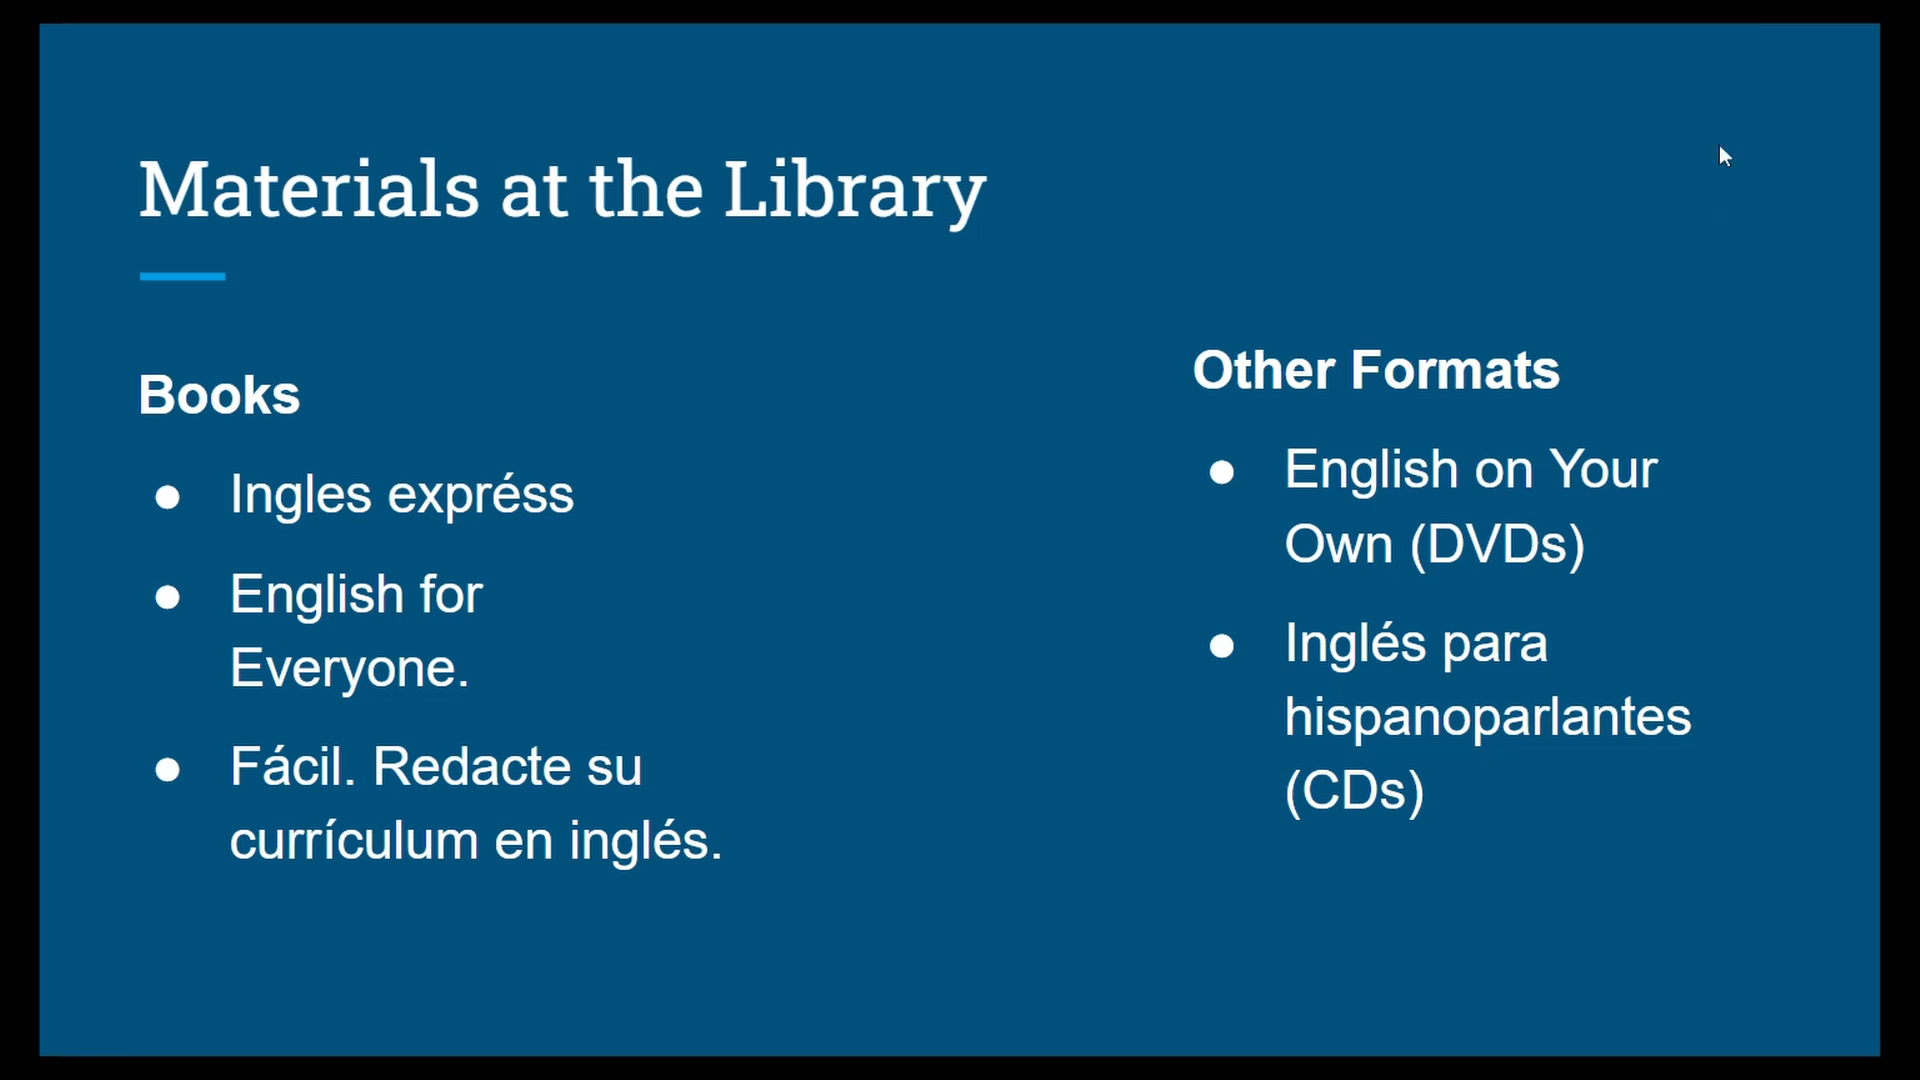 Materials at the Library
Books
● Ingles expréss
● English for
Everyone.
● Fácil. Redacte su
currículum en inglés.
Other Formats
● English on Your
Own (DVDs)
● Inglés para
hispanoparlantes
(CDs)